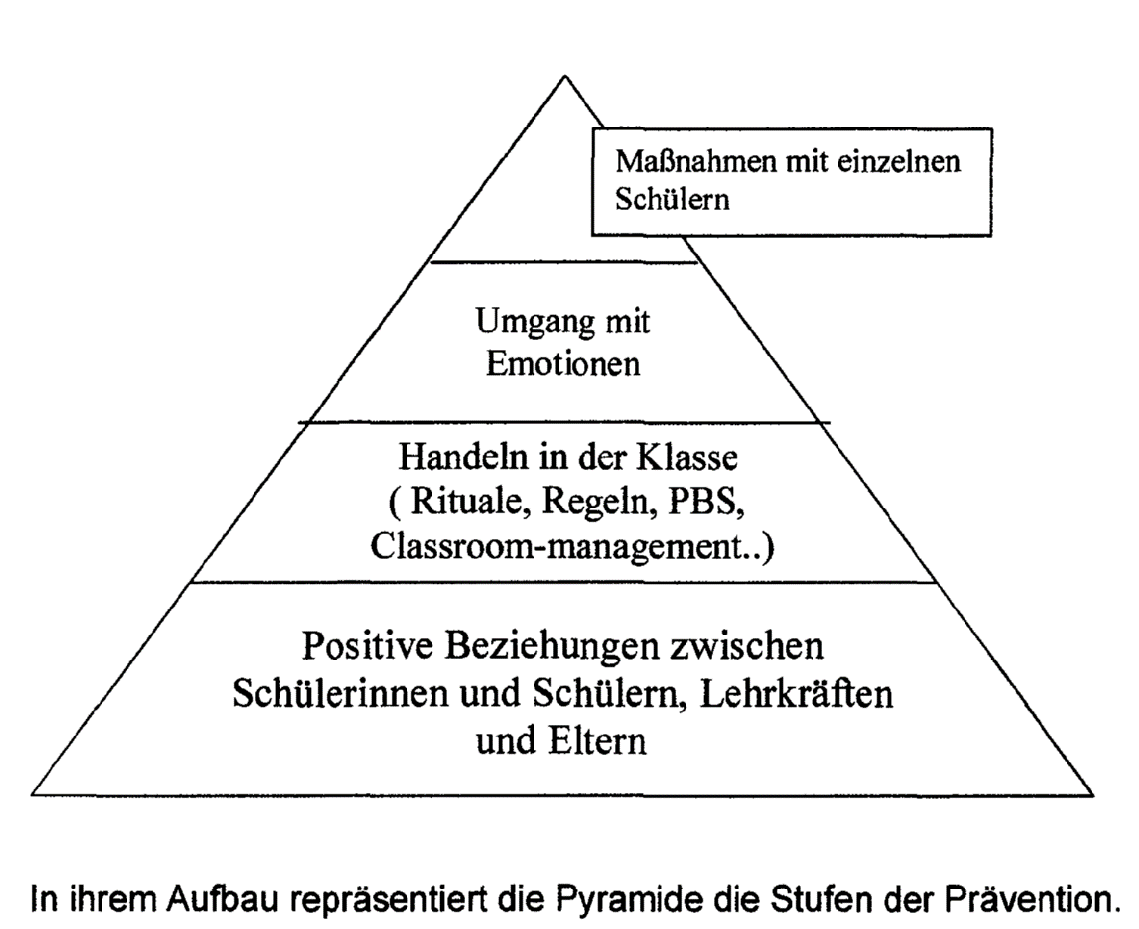 Maßnahmen mit einzelnen
Schülern
Umgang mit
Emotionen
Handeln in der Klasse
( Rituale, Regeln, PBS,
Classroom-management..)
Positive Beziehungen zwischen
Schülerinnen und Schülern, Lehrkräften
und Eltern
In ihrem Aufbau repräsentiert die Pyramide die Stufen der Prävention.